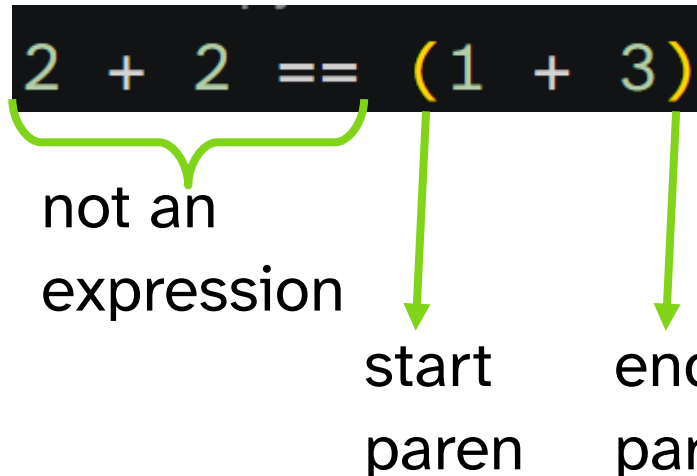 2 + 2 == (1 + 3)
not an
expression
start
paren